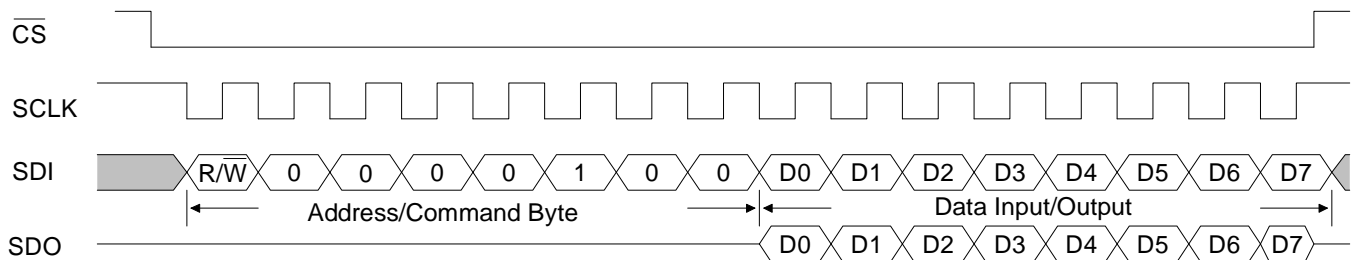 C̅S̅
SCLK
SDI R/W̅ 0 0 0 0 1 0 0 D0 D1 D2 D3 D4 D5 D6 D7
Address/Command Byte Data Input/Output
SDO D0 D1 D2 D3 D4 D5 D6 D7